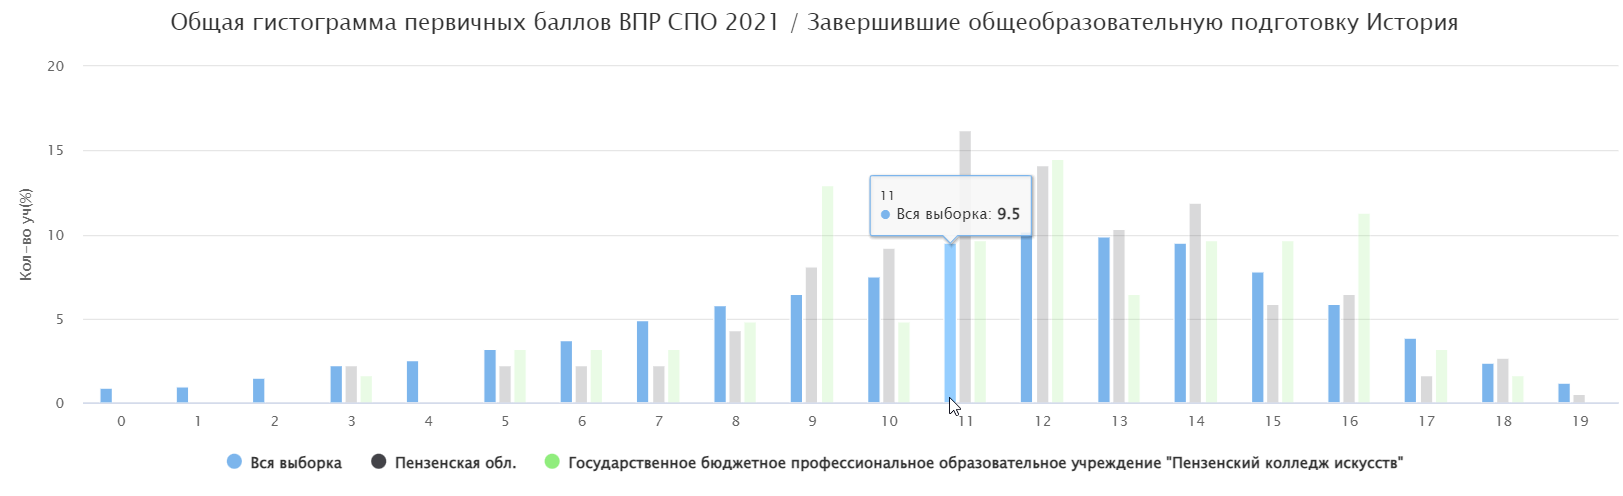 Общая гистограмма первичных баллов ВПР СПО 2021 / Завершившие общеобразовательную подготовку История
Кол-во уч(%)
20
15
10
5
0
11
Вся выборка: 9.5
0 1 2 3 4 5 6 7 8 9 10 11 12 13 14 15 16 17 18 19
Вся выборка Пензенская обл. Государственное бюджетное профессиональное образовательное учреждение "Пензенский колледж искусств"